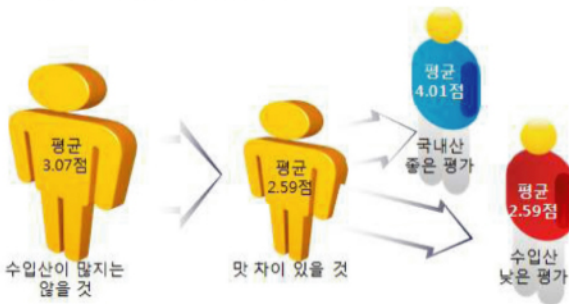 평균
3.07점
수입산이 많지는
않을 것
평균
2.59점
맛 차이 있을 것
평균
4.01점
국내산
좋은 평가
평균
2.59점
수입산
낮은 평가